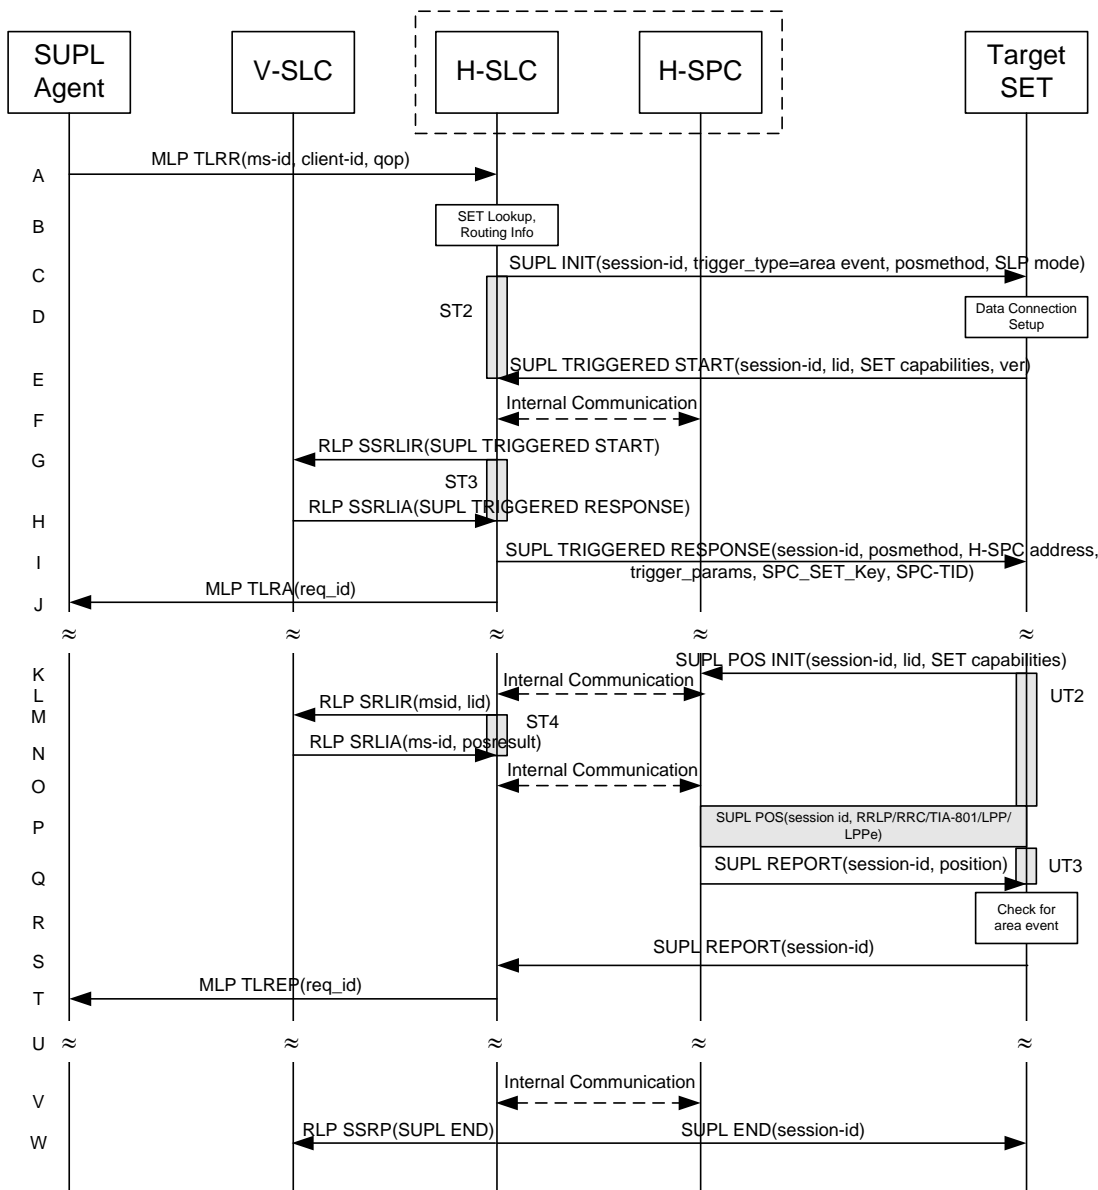 SUPL
Agent
V-SLC
H-SLC
H-SPC
Target
SET
A
MLP TLRR(ms-id, client-id, qop)
B
SET Lookup,
Routing Info
C
SUPL INIT(session-id, trigger_type=area event, posmethod, SLP mode)
D
ST2
Data Connection
Setup
E
SUPL TRIGGERED START(session-id, lid, SET capabilities, ver)
F
Internal Communication
G
RLP SSRLIR(SUPL TRIGGERED START)
ST3
H
RLP SSRLIA(SUPL TRIGGERED RESPONSE)
I
SUPL TRIGGERED RESPONSE(session-id, posmethod, H-SPC address,
trigger_params, SPC_SET_Key, SPC-TID)
J
MLP TLRA(req_id)
≈ ≈ ≈ ≈ ≈
K
SUPL POS INIT(session-id, lid, SET capabilities)
L
Internal Communication
UT2
M
RLP SRLIR(msid, lid)
ST4
N
RLP SRLIA(ms-id, posresult)
O
Internal Communication
P
SUPL POS(session id, RRLP/RRC/TIA-801/LPP/
LPPe)
Q
SUPL REPORT(session-id, position)
UT3
R
Check for
area event
S
SUPL REPORT(session-id)
T
MLP TLREP(req_id)
U ≈ ≈ ≈ ≈ ≈
V
Internal Communication
W
RLP SSRP(SUPL END)
SUPL END(session-id)